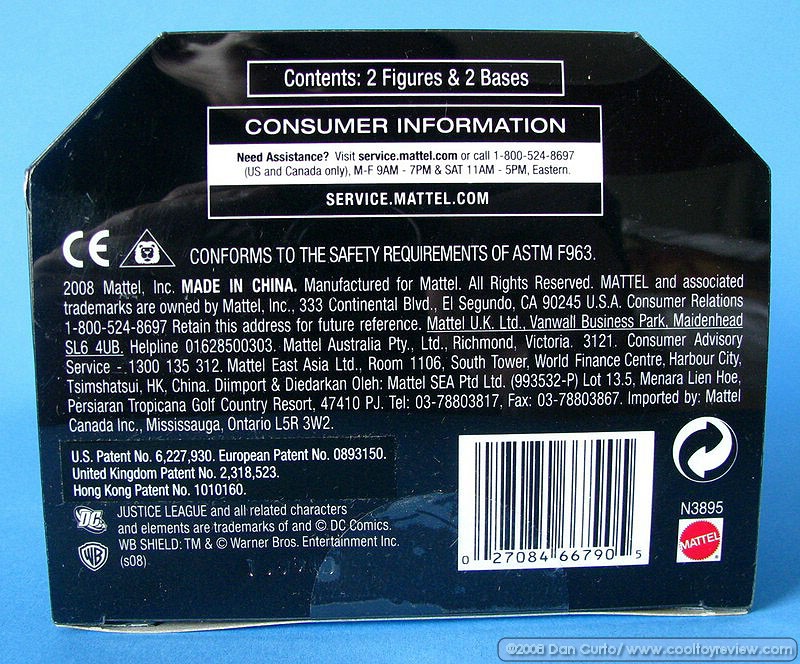 Contents: 2 Figures & 2 Bases
CONSUMER INFORMATION
Need Assistance? Visit service.mattel.com or call 1-800-524-8697
(US and Canada only), M-F 9AM - 7PM & SAT 11AM - 5PM, Eastern.
SERVICE.MATTEL.COM
CE
CONFORMS TO THE SAFETY REQUIREMENTS OF ASTM F963.
2008 Mattel, Inc. MADE IN CHINA. Manufactured for Mattel. All Rights Reserved. MATTEL and associated
trademarks are owned by Mattel, Inc., 333 Continental Blvd., El Segundo, CA 90245 U.S.A. Consumer Relations
1-800-524-8697 Retain this address for future reference. Mattel U.K. Ltd., Vanwall Business Park, Maidenhead
SL6 4UB. Helpline 01628500303. Mattel Australia Pty., Ltd., Richmond, Victoria. 3121. Consumer Advisory
Service - 1300 135 312. Mattel East Asia Ltd., Room 1106, South Tower, World Finance Centre, Harbour City,
Tsimshatsui, HK, China. Diimport & Diedarkan Oleh: Mattel SEA Ptd Ltd. (993532-P) Lot 13.5, Menara Lien Hoe,
Persiaran Tropicana Golf Country Resort, 47410 PJ. Tel: 03-78803817, Fax: 03-78803867. Imported by: Mattel
Canada Inc., Mississauga, Ontario L5R 3W2.
U.S. Patent No. 6,227,930. European Patent No. 0893150.
United Kingdom Patent No. 2,318,523.
Hong Kong Patent No. 1010160.
DC
JUSTICE LEAGUE and all related characters
and elements are trademarks of and © DC Comics.
WB
WB SHIELD: TM & © Warner Bros. Entertainment Inc.
(s08)
0 27084 66790 5
N3895
MATTEL
©2008 Dan Curto/ www.cooltoyreview.com